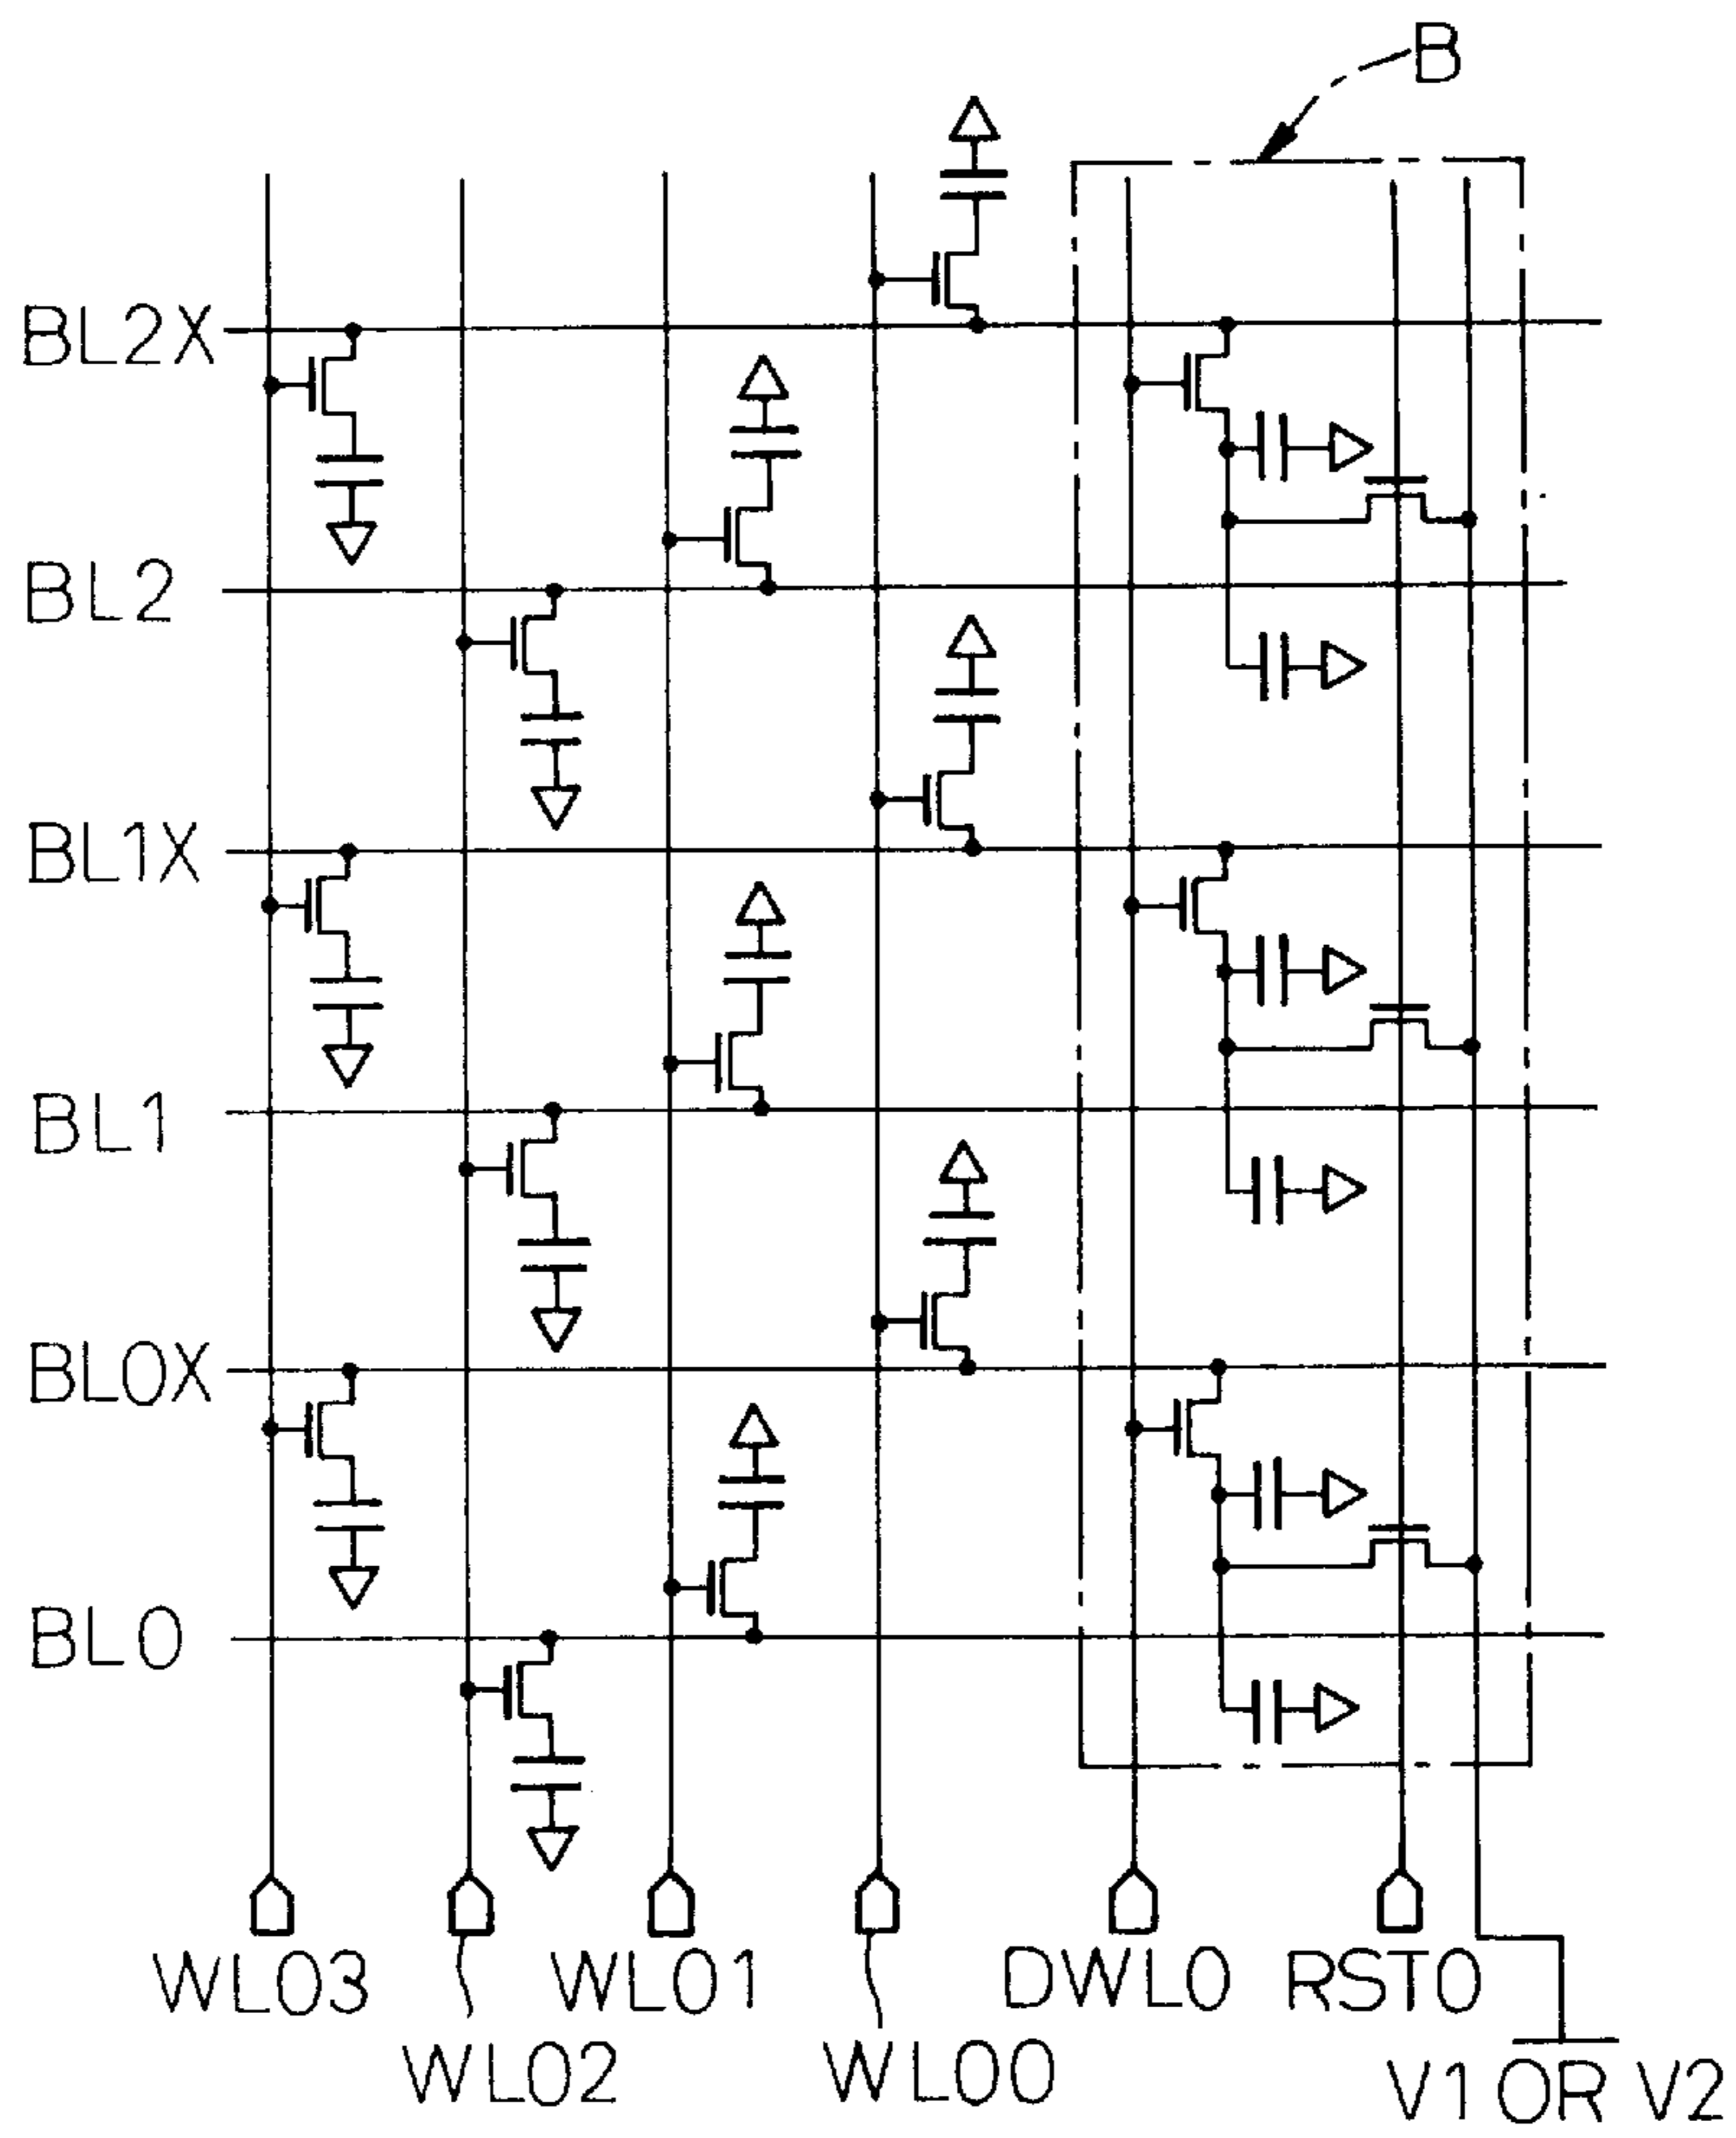 B
BL2X
BL2
BL1X
BL1
BL0X
BL0
WL03
WL02
WL01
WL00
DWL0
RST0
V1 OR V2